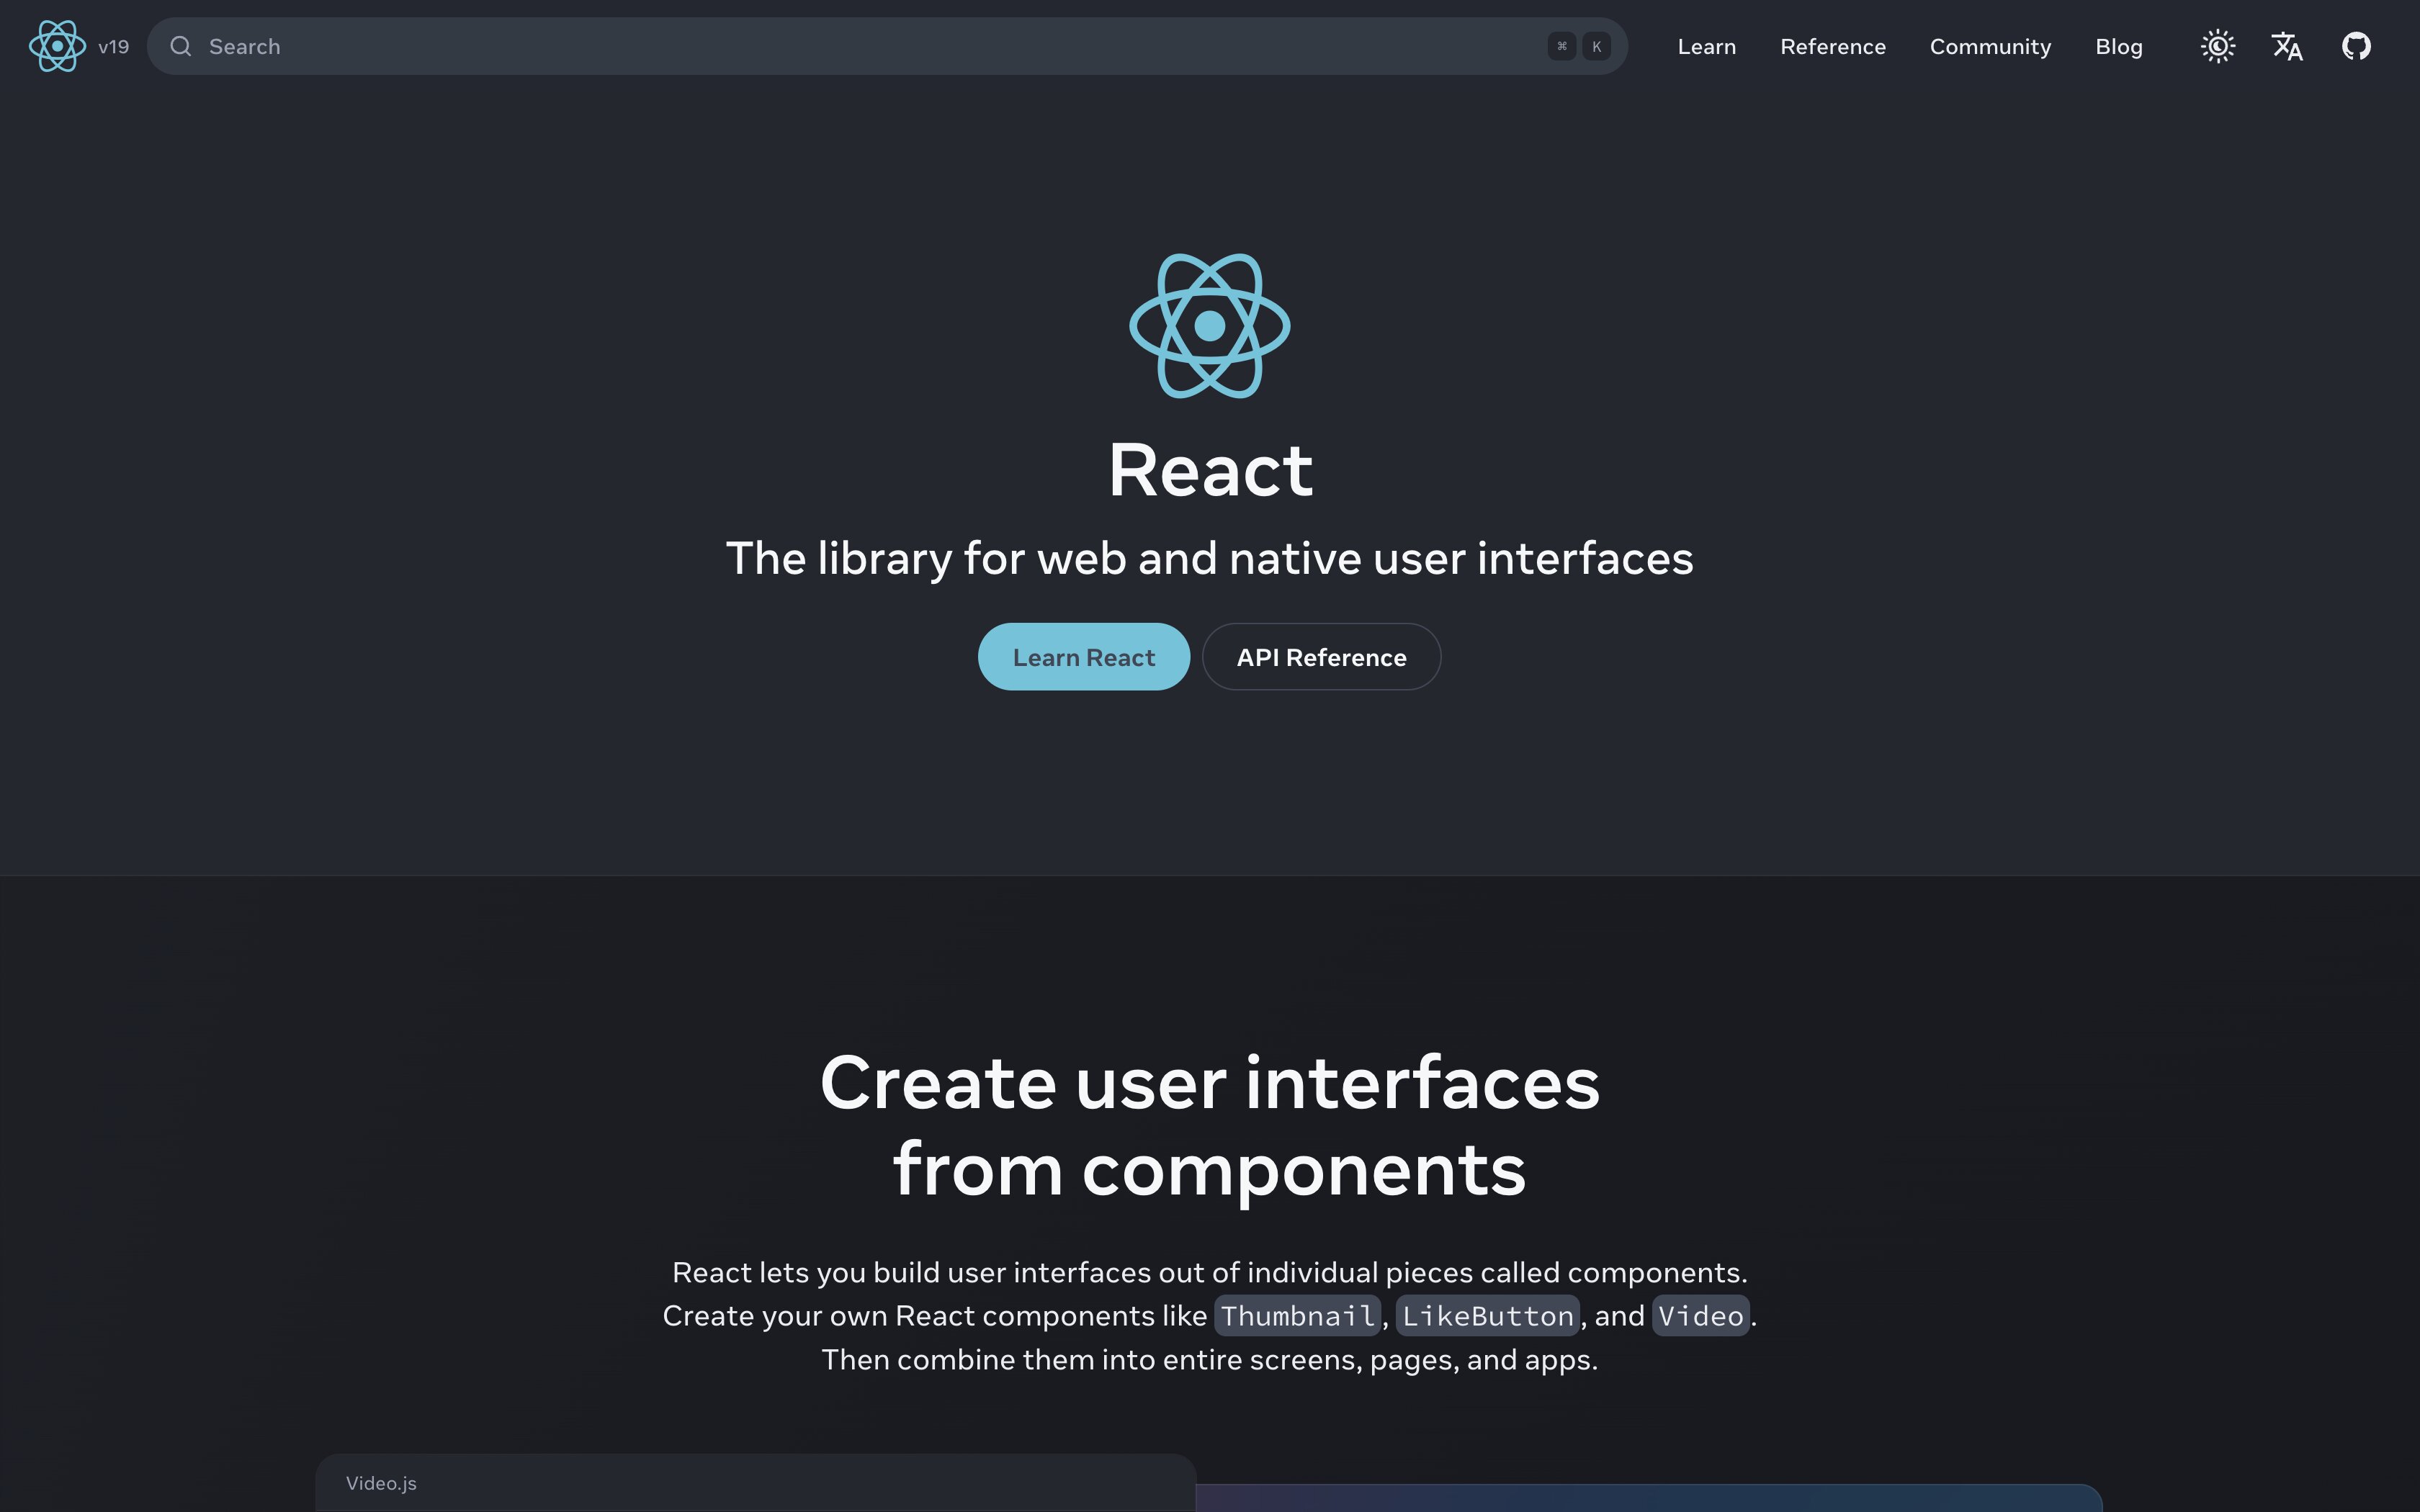 v19
Search
⌘ K
Learn
Reference
Community
Blog
React
The library for web and native user interfaces
Learn React
API Reference
Create user interfaces
from components
React lets you build user interfaces out of individual pieces called components.
Create your own React components like Thumbnail, LikeButton, and Video.
Then combine them into entire screens, pages, and apps.
Video.js